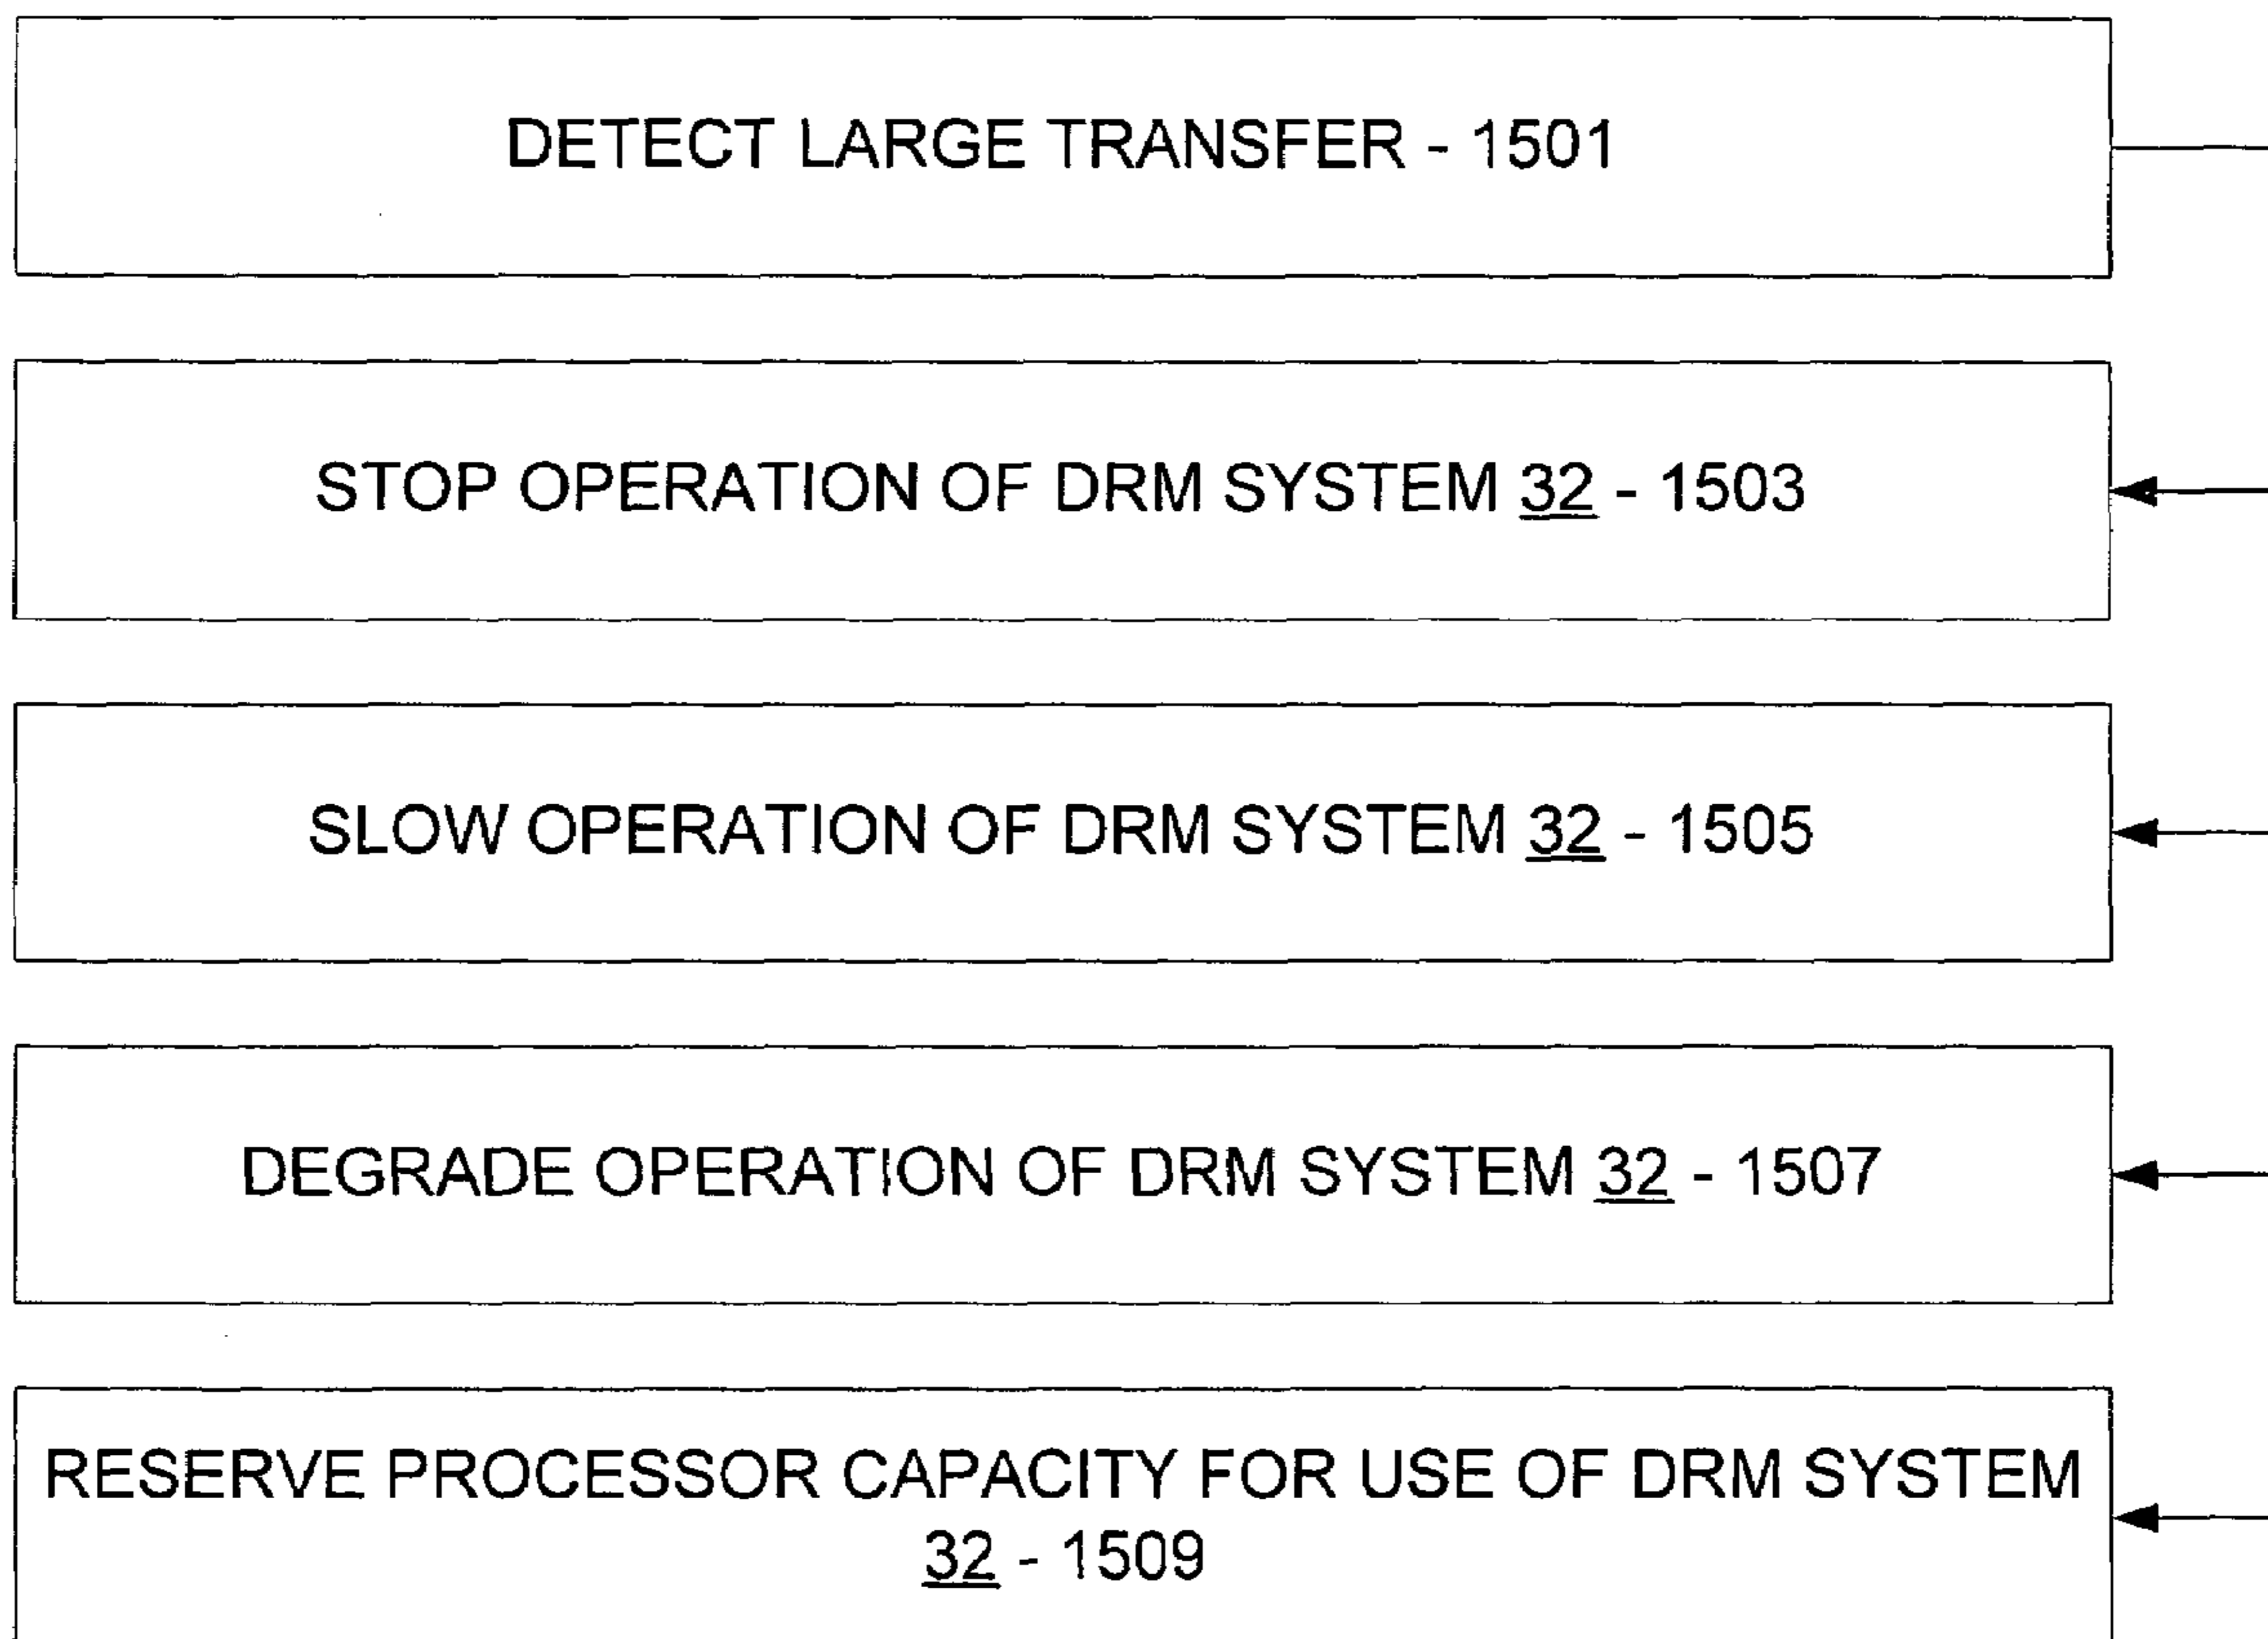 DETECT LARGE TRANSFER - 1501
STOP OPERATION OF DRM SYSTEM 32 - 1503
SLOW OPERATION OF DRM SYSTEM 32 - 1505
DEGRADE OPERATION OF DRM SYSTEM 32 - 1507
RESERVE PROCESSOR CAPACITY FOR USE OF DRM SYSTEM
32 - 1509